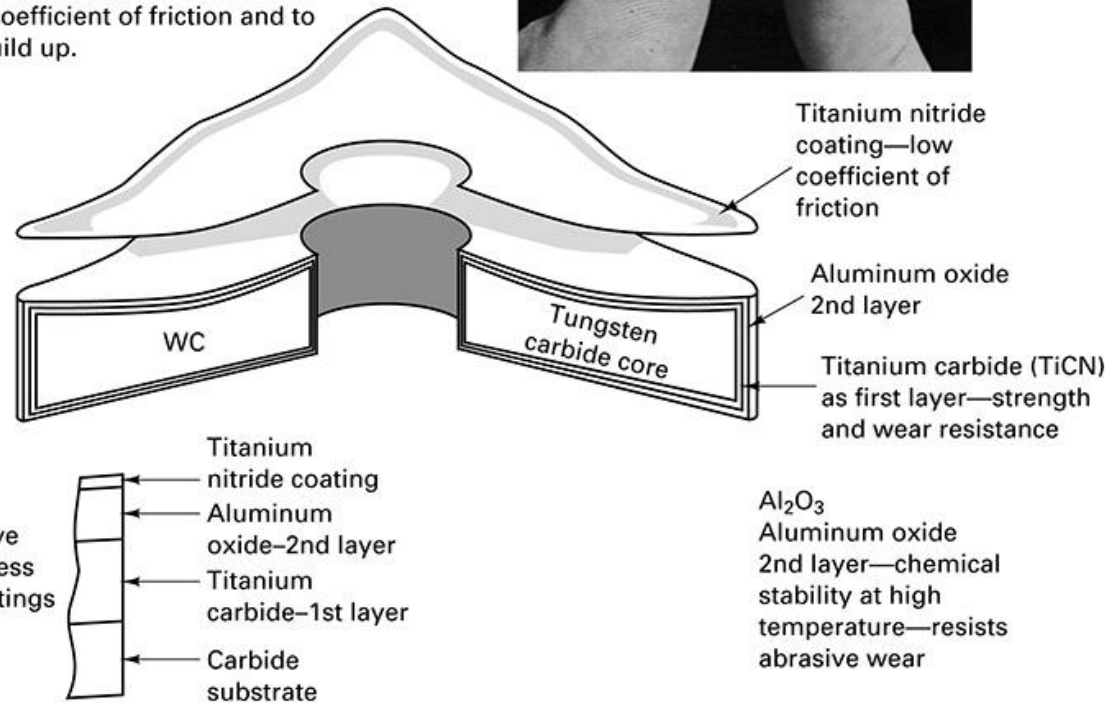 coefficient of friction and to
build up.
Titanium nitride
coating—low
coefficient of
friction
Aluminum oxide
2nd layer
Titanium carbide (TiCN)
as first layer—strength
and wear resistance
WC
Tungsten
carbide core
Titanium
nitride coating
Aluminum
oxide–2nd layer
Titanium
carbide–1st layer
Carbide
substrate
Al₂O₃
Aluminum oxide
2nd layer—chemical
stability at high
temperature—resists
abrasive wear